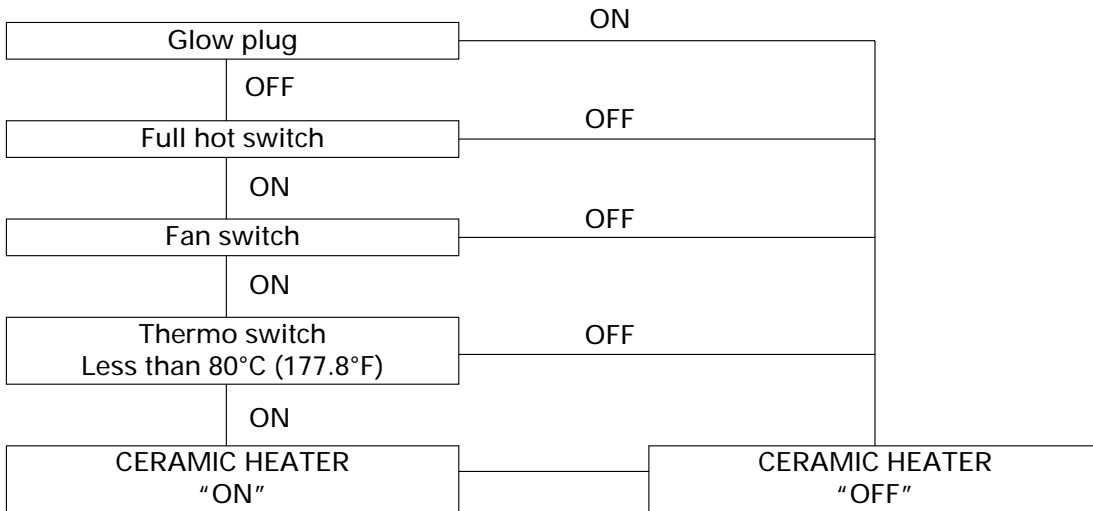 ON
Glow plug
OFF
OFF
Full hot switch
ON
OFF
Fan switch
ON
Thermo switch
Less than 80°C (177.8°F)
OFF
ON
CERAMIC HEATER
“ON”
CERAMIC HEATER
“OFF”